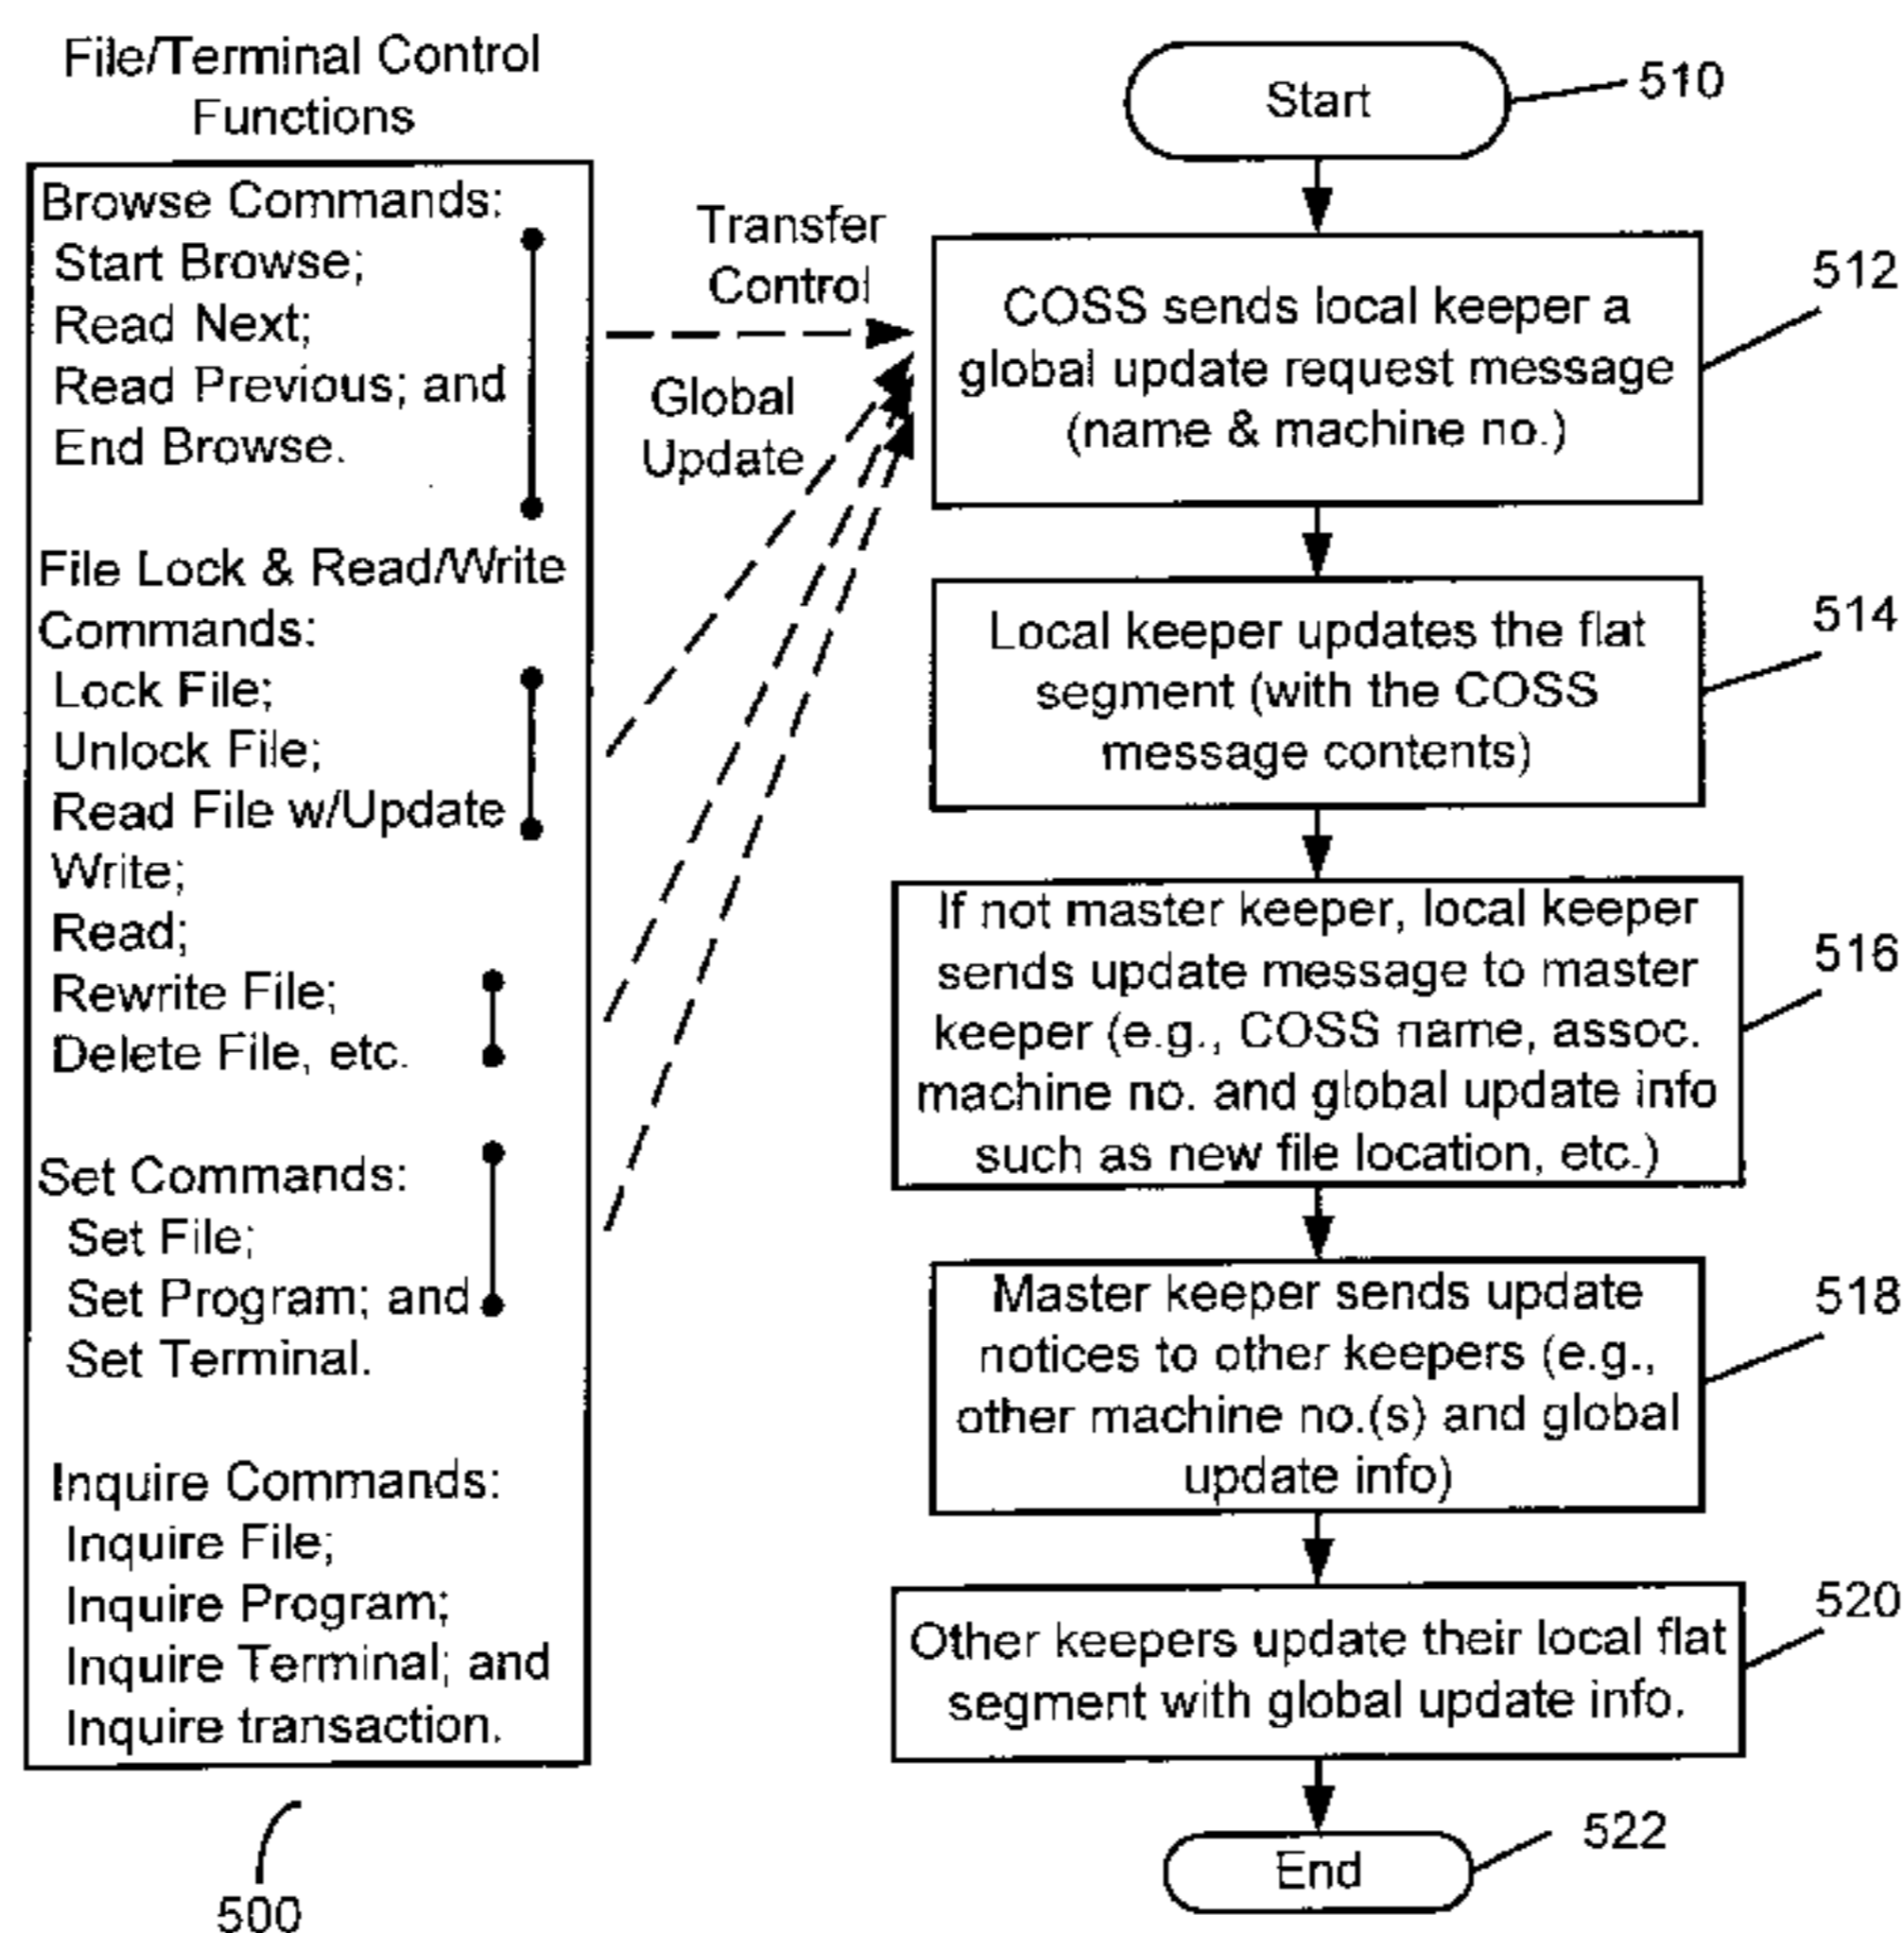 File/Terminal Control
Functions
Browse Commands:
Start Browse;
Read Next;
Read Previous; and
End Browse.
File Lock & Read/Write
Commands:
Lock File;
Unlock File;
Read File w/Update
Write;
Read;
Rewrite File;
Delete File, etc.
Set Commands:
Set File;
Set Program; and
Set Terminal.
Inquire Commands:
Inquire File;
Inquire Program;
Inquire Terminal; and
Inquire transaction.
500
Transfer
Control
Global
Update
Start
510
COSS sends local keeper a
global update request message
(name & machine no.)
512
Local keeper updates the flat
segment (with the COSS
message contents)
514
If not master keeper, local keeper
sends update message to master
keeper (e.g., COSS name, assoc.
machine no. and global update info
such as new file location, etc.)
516
Master keeper sends update
notices to other keepers (e.g.,
other machine no.(s) and global
update info)
518
Other keepers update their local flat
segment with global update info.
520
End
522